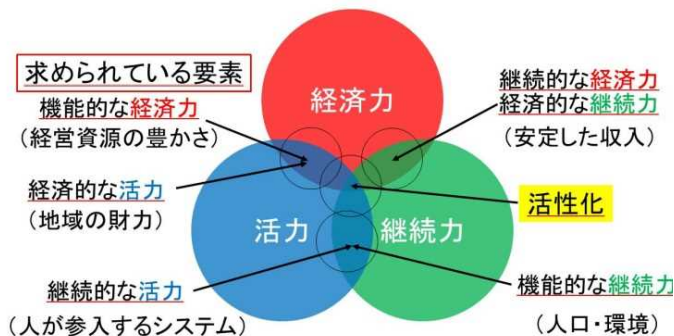 求められている要素
機能的な経済力
(経営資源の豊かさ)
経済的な活力
(地域の財力)
継続的な活力
(人が参入するシステム)
経済力
活力
継続力
継続的な経済力
経済的な継続力
(安定した収入)
活性化
機能的な継続力
(人口・環境)